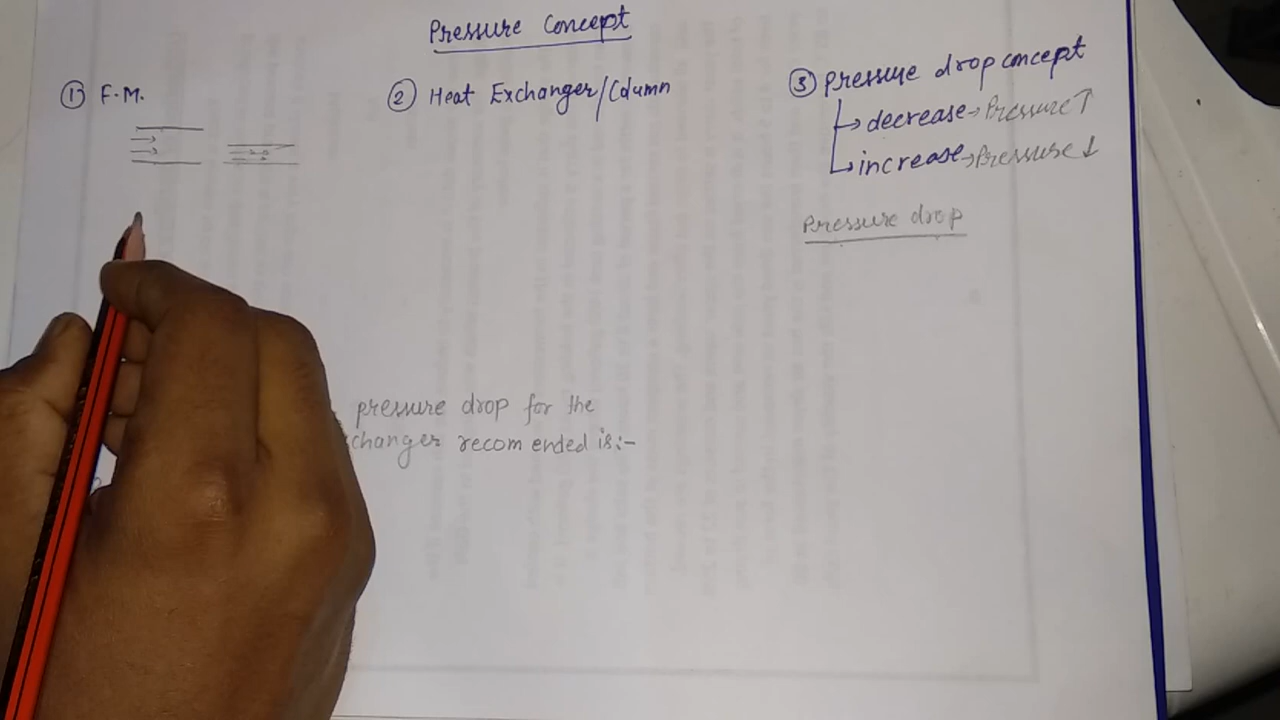 Pressure Concept
① F.M.
② Heat Exchanger/Column
③ Pressure drop concept
↳ decrease → Pressure ↑
↳ increase → Pressure ↓
Pressure drop
pressure drop for the
changer recom ended is:-